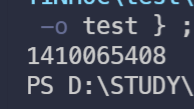 -o test } ;
1410065408
PS D:\STUDY\